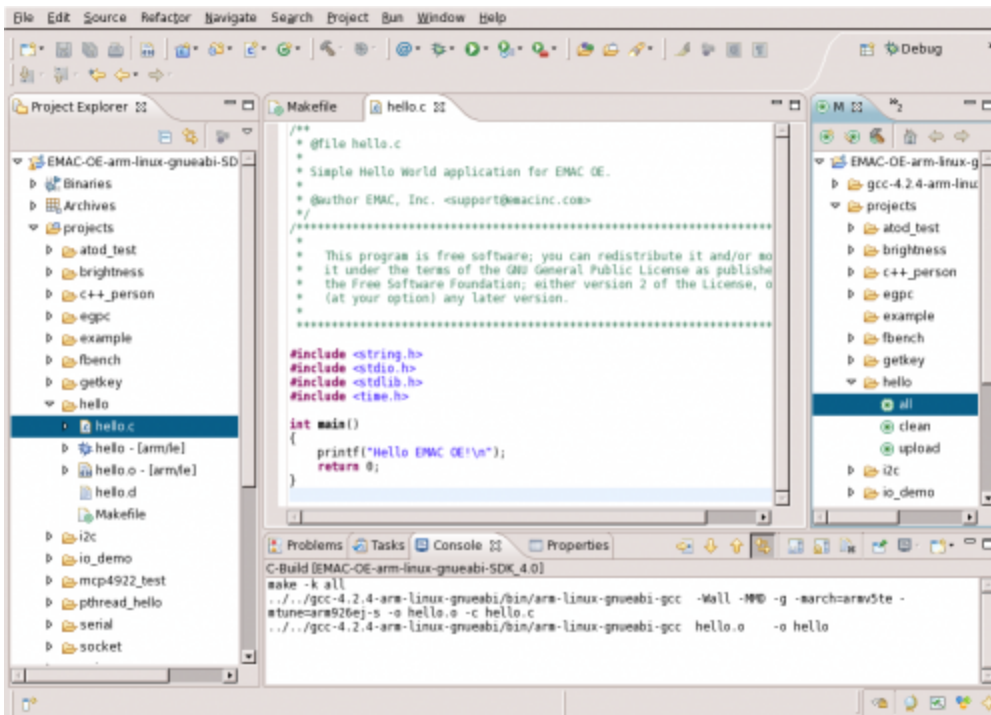 File Edit Source Refactor Navigate Search Project Run Window Help
Debug
Project Explorer
EMAC-OE-arm-linux-gnueabi-SD
Binaries
Archives
projects
atod_test
brightness
c++_person
egpc
example
fbench
getkey
hello
hello.c
hello - [arm/le]
hello.o - [arm/le]
hello.d
Makefile
i2c
io_demo
mcp4922_test
pthread_hello
serial
socket
Makefile hello.c
/**
* @file hello.c
*
* Simple Hello World application for EMAC OE.
*
* @author EMAC, Inc. <support@emacinc.com>
*/
/*******************************************************************
*
* This program is free software; you can redistribute it and/or mo
* it under the terms of the GNU General Public License as publishe
* the Free Software Foundation; either version 2 of the License, o
* (at your option) any later version.
*
*******************************************************************
#include <string.h>
#include <stdio.h>
#include <stdlib.h>
#include <time.h>
int main()
{
printf("Hello EMAC OE!\n");
return 0;
}
M
2
EMAC-OE-arm-linux-g
gcc-4.2.4-arm-linu
projects
atod_test
brightness
c++_person
egpc
example
fbench
getkey
hello
all
clean
upload
i2c
io_demo
Problems Tasks Console Properties
C-Build [EMAC-OE-arm-linux-gnueabi-SDK_4.0]
make -k all
../../gcc-4.2.4-arm-linux-gnueabi/bin/arm-linux-gnueabi-gcc -Wall -MMD -g -march=armv5te -
mtune=arm926ej-s -o hello.o -c hello.c
../../gcc-4.2.4-arm-linux-gnueabi/bin/arm-linux-gnueabi-gcc hello.o -o hello